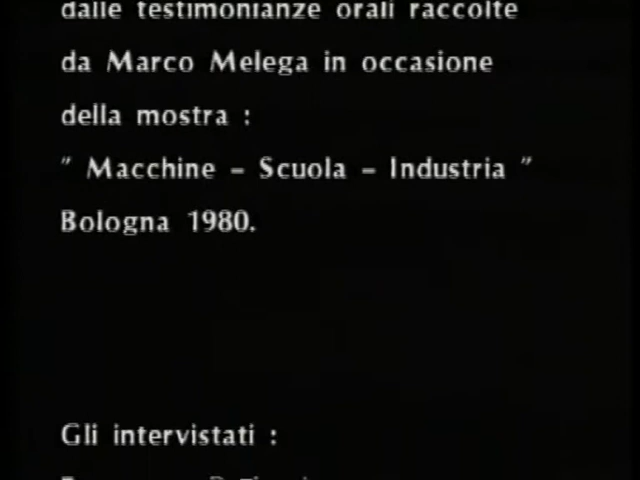 dalle testimonianze orali raccolte
da Marco Melega in occasione
della mostra :
" Macchine - Scuola - Industria "
Bologna 1980.
Gli intervistati :